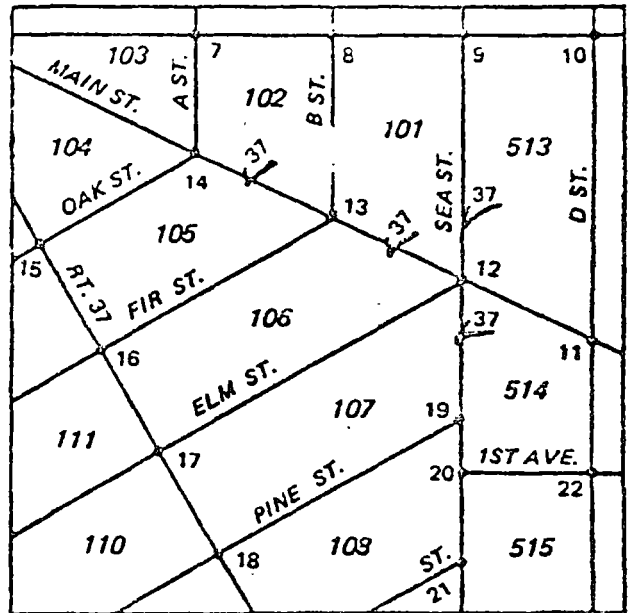 103
7
8
9
10
MAIN ST.
A ST.
102
B ST.
101
SEA ST.
513
D ST.
104
37
37
OAK ST.
14
13
37
105
12
15
RT. 37
FIR ST.
106
37
11
16
ELM ST.
514
111
107
19
17
20
1ST AVE.
22
PINE ST.
110
18
103
ST.
515
21